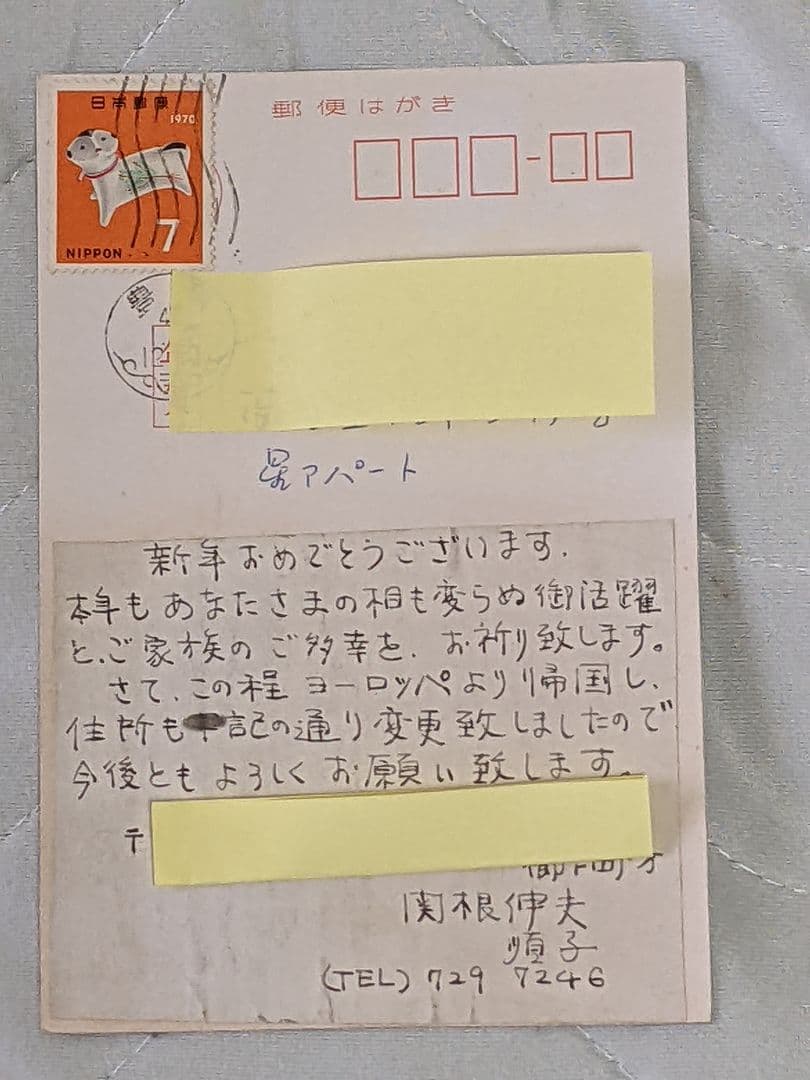 日本郵便
1970
7
NIPPON
郵便はがき
星アパート
新年おめでとうございます.
本年もあなたさまの相も変らぬ御活躍
と、ご家族のご多幸を、お祈り致します。
さて、この程ヨーロッパより帰国し、
住所も下記の通り変更致しましたので
今後ともよろしくお願い致します。
〒
関根伸夫
順子
(TEL) 729 7246